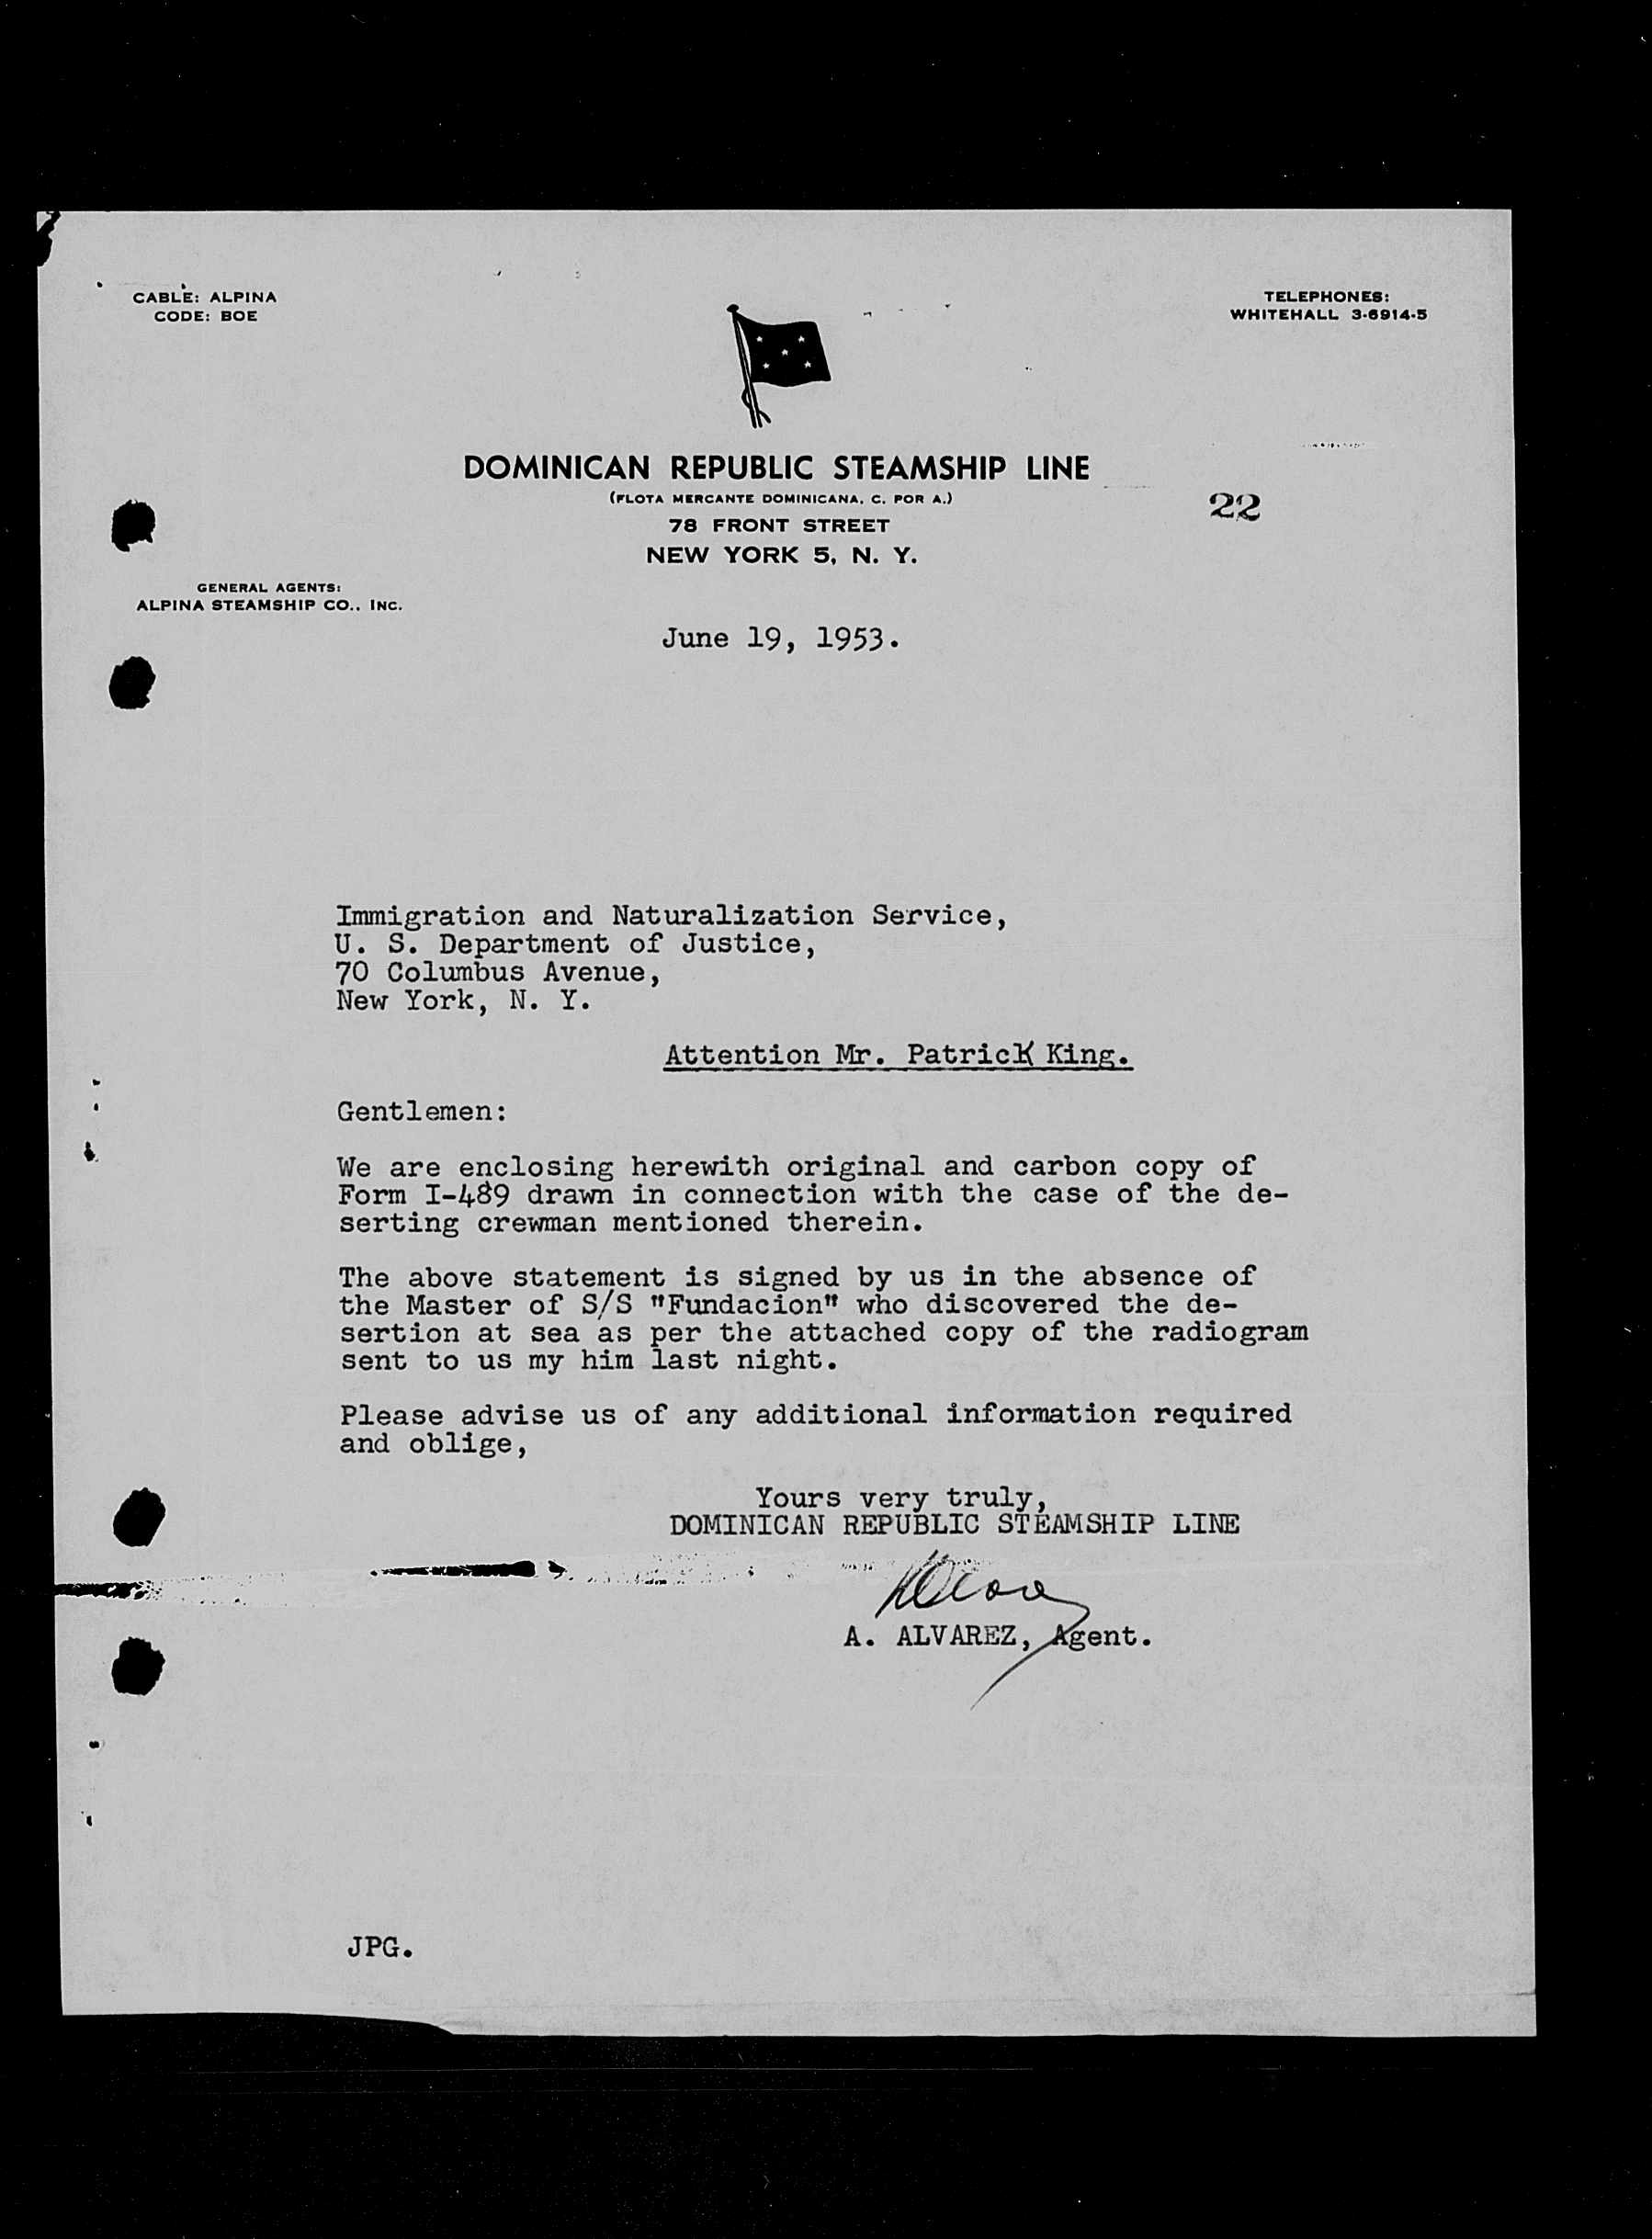 CABLE: ALPINA
CODE: BOE
TELEPHONES:
WHITEHALL 3-6914-5
DOMINICAN REPUBLIC STEAMSHIP LINE
(FLOTA MERCANTE DOMINICANA, C. POR A.)
78 FRONT STREET
NEW YORK 5, N. Y.
22
GENERAL AGENTS:
ALPINA STEAMSHIP CO., INC.
June 19, 1953.
Immigration and Naturalization Service,
U. S. Department of Justice,
70 Columbus Avenue,
New York, N. Y.
Attention Mr. Patrick King.
Gentlemen:
We are enclosing herewith original and carbon copy of
Form I-489 drawn in connection with the case of the de-
serting crewman mentioned therein.
The above statement is signed by us in the absence of
the Master of S/S "Fundacion" who discovered the de-
sertion at sea as per the attached copy of the radiogram
sent to us my him last night.
Please advise us of any additional information required
and oblige,
Yours very truly,
DOMINICAN REPUBLIC STEAMSHIP LINE
A. ALVAREZ, Agent.
JPG.